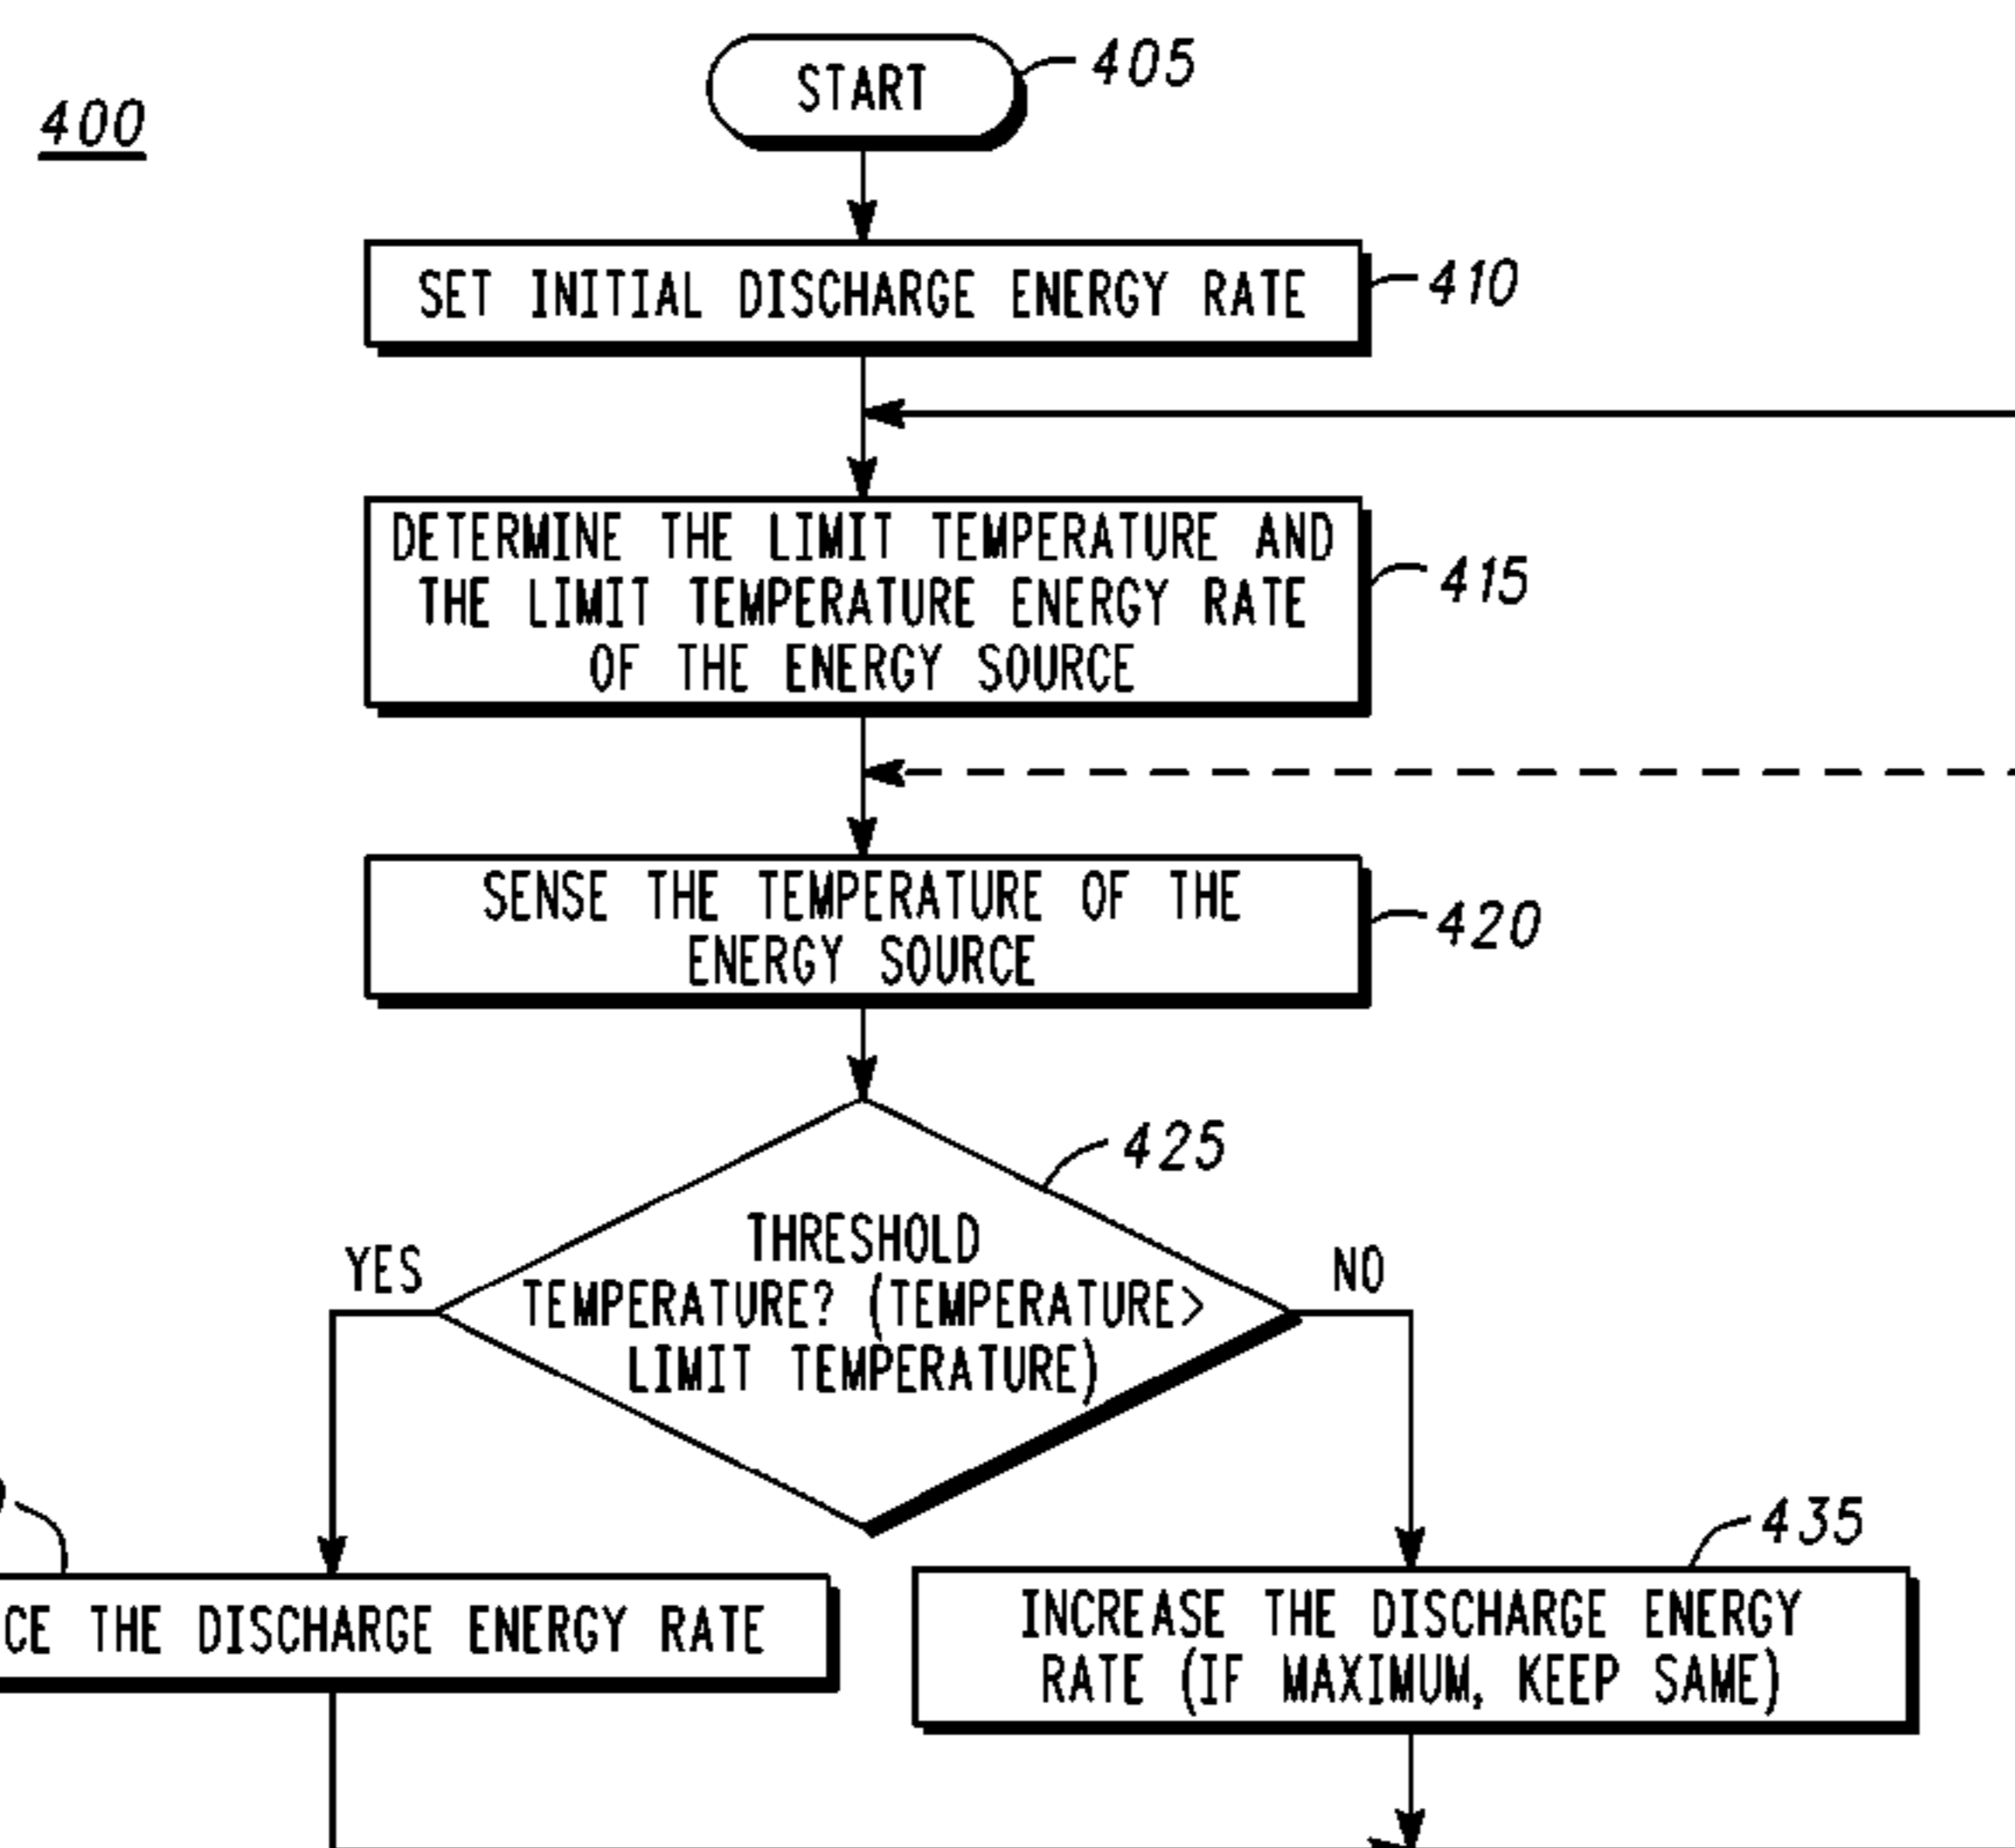 400
START
405
SET INITIAL DISCHARGE ENERGY RATE
410
DETERMINE THE LIMIT TEMPERATURE AND
THE LIMIT TEMPERATURE ENERGY RATE
OF THE ENERGY SOURCE
415
SENSE THE TEMPERATURE OF THE
ENERGY SOURCE
420
425
THRESHOLD
TEMPERATURE? (TEMPERATURE>
LIMIT TEMPERATURE)
YES
NO
THE DISCHARGE ENERGY RATE
435
INCREASE THE DISCHARGE ENERGY
RATE (IF MAXIMUM, KEEP SAME)